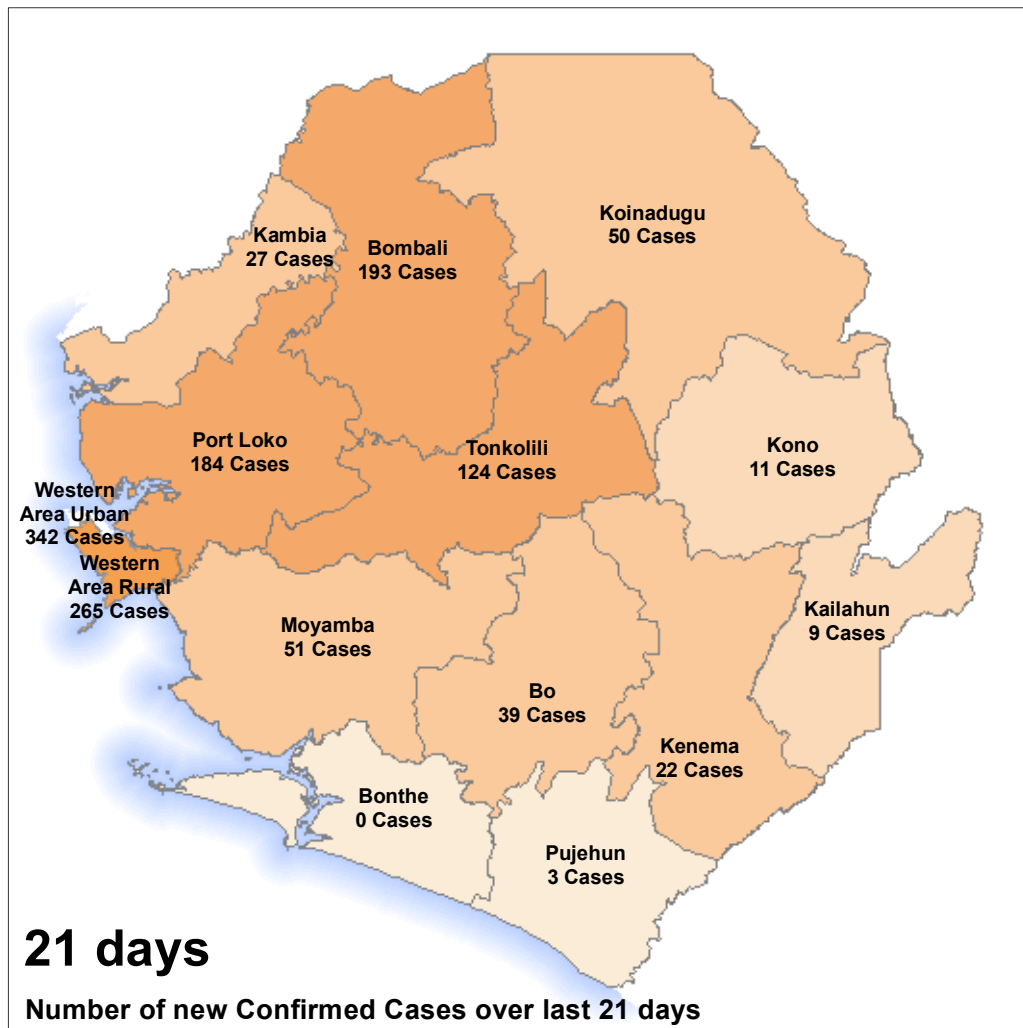 Koinadugu
50 Cases
Kambia
27 Cases
Bombali
193 Cases
Port Loko
184 Cases
Tonkolili
124 Cases
Kono
11 Cases
Western
Area Urban
342 Cases
Western
Area Rural
265 Cases
Kailahun
9 Cases
Moyamba
51 Cases
Bo
39 Cases
Kenema
22 Cases
Bonthe
0 Cases
Pujehun
3 Cases
21 days
Number of new Confirmed Cases over last 21 days